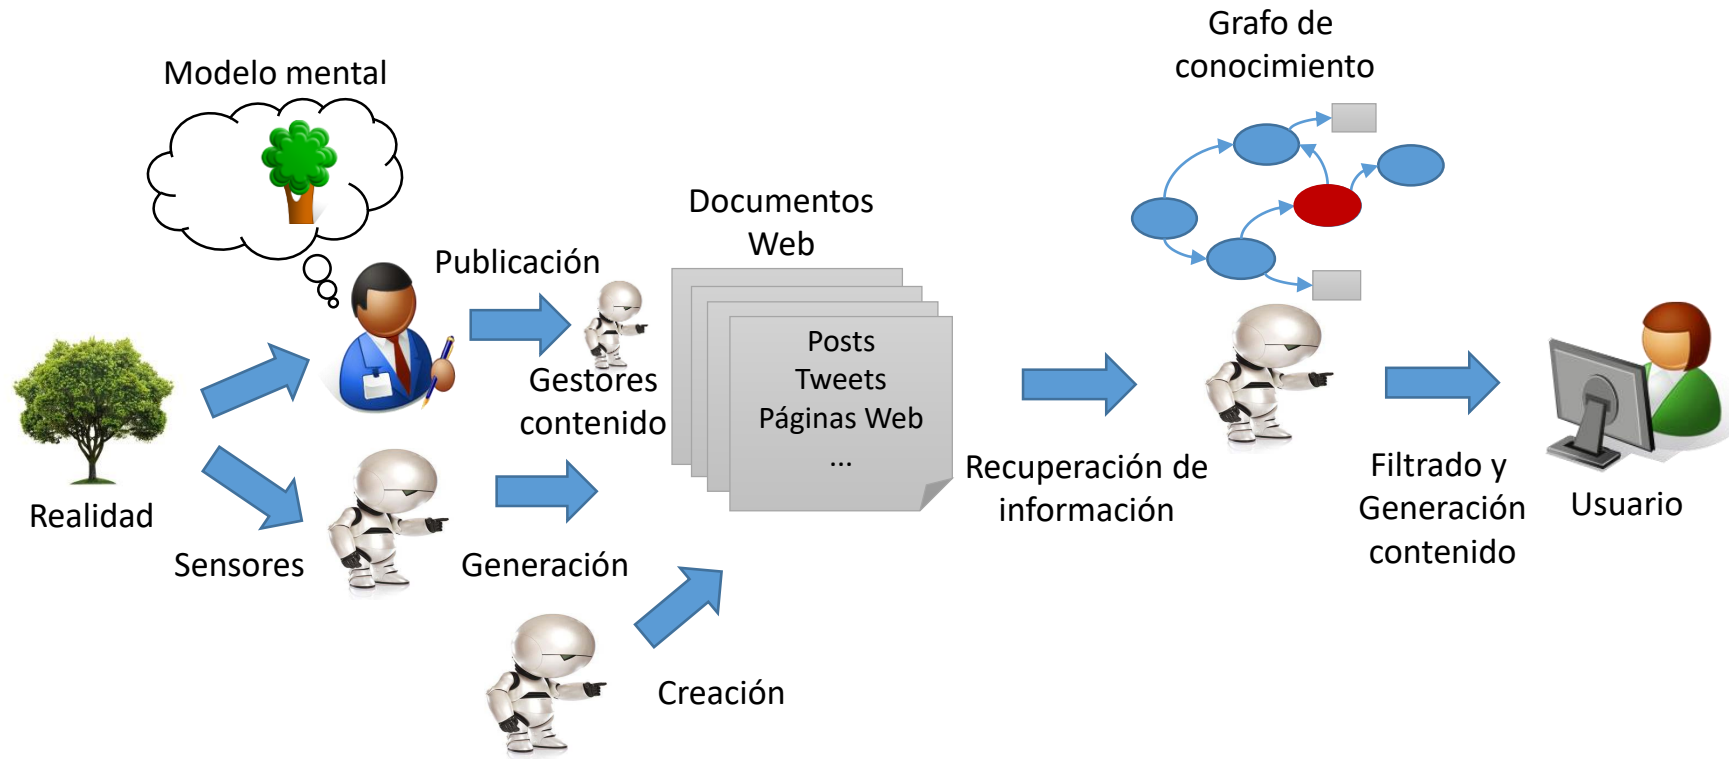 Grafo de
conocimiento
Modelo mental
Documentos
Web
Publicación
Gestores
contenido
Posts
Tweets
Páginas Web
...
Realidad
Sensores
Generación
Creación
Recuperación de
información
Filtrado y
Generación
contenido
Usuario